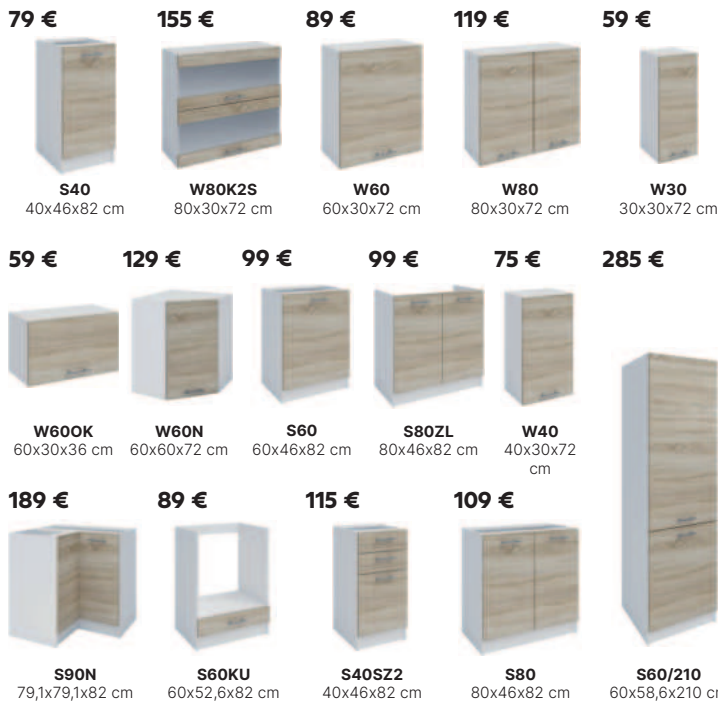 79 € 155 € 89 € 119 € 59 €
S40 W80K2S W60 W80 W30
40x46x82 cm 80x30x72 cm 60x30x72 cm 80x30x72 cm 30x30x72 cm
59 € 129 € 99 € 99 € 75 € 285 €
W60OK W60N S60 S80ZL W40
60x30x36 cm 60x60x72 cm 60x46x82 cm 80x46x82 cm 40x30x72
cm
189 € 89 € 115 € 109 €
S90N S60KU S40SZ2 S80 S60/210
79,1x79,1x82 cm 60x52,6x82 cm 40x46x82 cm 80x46x82 cm 60x58,6x210 cm